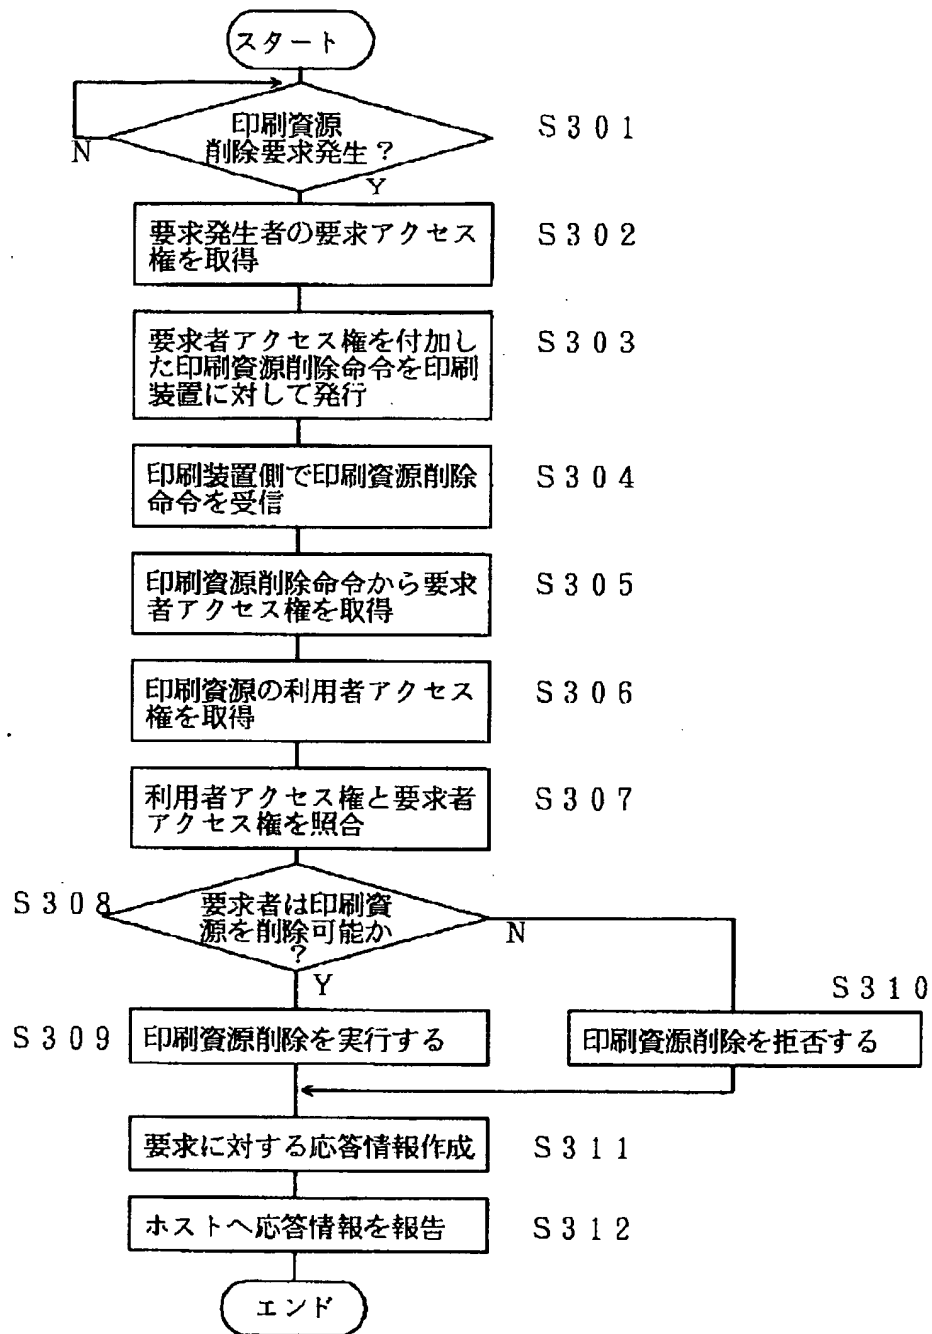 スタート
印刷資源
削除要求発生?
S301
N
Y
要求発生者の要求アクセス
権を取得
S302
要求者アクセス権を付加し
た印刷資源削除命令を印刷
装置に対して発行
S303
印刷装置側で印刷資源削除
命令を受信
S304
印刷資源削除命令から要求
者アクセス権を取得
S305
印刷資源の利用者アクセス
権を取得
S306
利用者アクセス権と要求者
アクセス権を照合
S307
S308
要求者は印刷資
源を削除可能か
?
N
Y
S310
S309
印刷資源削除を実行する
印刷資源削除を拒否する
要求に対する応答情報作成
S311
ホストへ応答情報を報告
S312
エンド